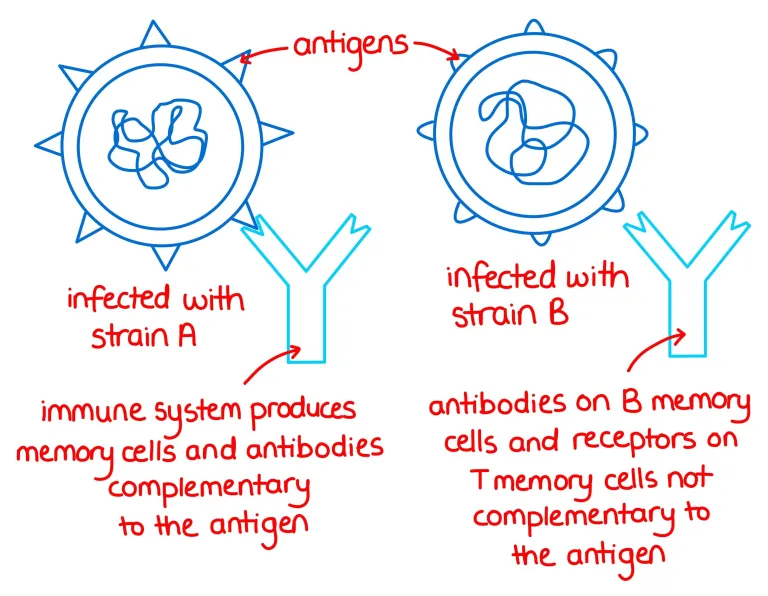 antigens
infected with
strain A
immune system produces
memory cells and antibodies
complementary
to the antigen
infected with
strain B
antibodies on B memory
cells and receptors on
T memory cells not
complementary to
the antigen